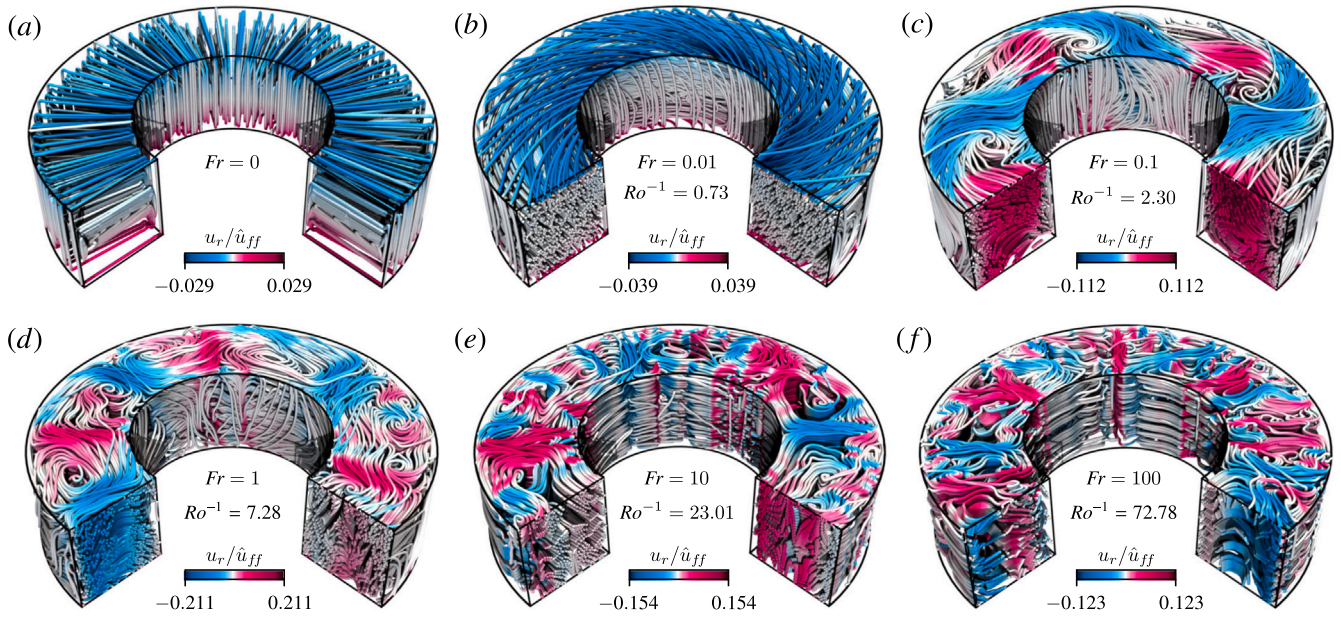 (a)
Fr = 0
u_r/û_ff
−0.029 0.029
(b)
Fr = 0.01
Ro⁻¹ = 0.73
u_r/û_ff
−0.039 0.039
(c)
Fr = 0.1
Ro⁻¹ = 2.30
u_r/û_ff
−0.112 0.112
(d)
Fr = 1
Ro⁻¹ = 7.28
u_r/û_ff
−0.211 0.211
(e)
Fr = 10
Ro⁻¹ = 23.01
u_r/û_ff
−0.154 0.154
(f)
Fr = 100
Ro⁻¹ = 72.78
u_r/û_ff
−0.123 0.123